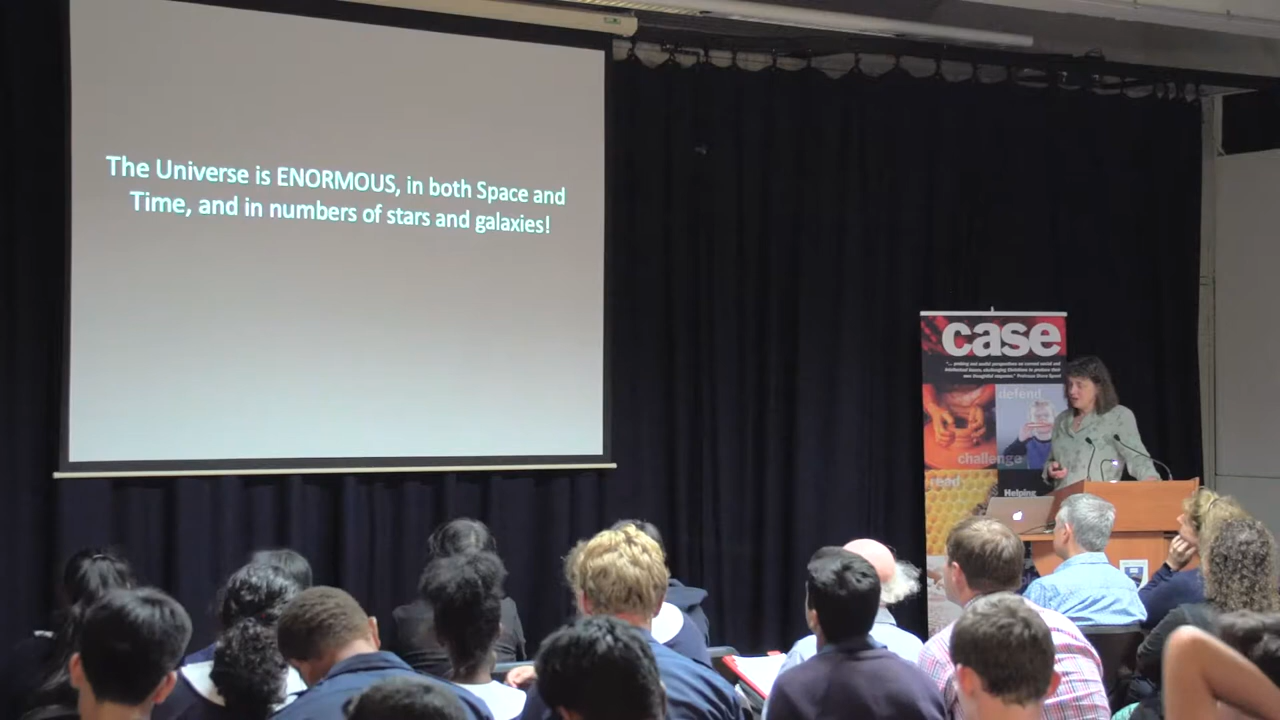 The Universe is ENORMOUS, in both Space and
Time, and in numbers of stars and galaxies!
case
defend
challenge
read
Helping